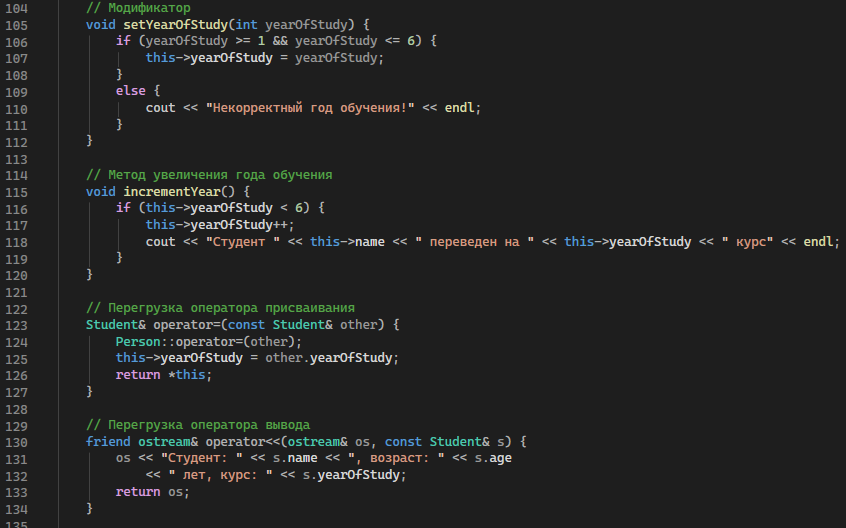 104 // Модификатор
105 void setYearOfStudy(int yearOfStudy) {
106     if (yearOfStudy >= 1 && yearOfStudy <= 6) {
107         this->yearOfStudy = yearOfStudy;
108     }
109     else {
110         cout << "Некорректный год обучения!" << endl;
111     }
112 }
113
114 // Метод увеличения года обучения
115 void incrementYear() {
116     if (this->yearOfStudy < 6) {
117         this->yearOfStudy++;
118         cout << "Студент " << this->name << " переведен на " << this->yearOfStudy << " курс" << endl;
119     }
120 }
121
122 // Перегрузка оператора присваивания
123 Student& operator=(const Student& other) {
124     Person::operator=(other);
125     this->yearOfStudy = other.yearOfStudy;
126     return *this;
127 }
128
129 // Перегрузка оператора вывода
130 friend ostream& operator<<(ostream& os, const Student& s) {
131     os << "Студент: " << s.name << ", возраст: " << s.age
132         << " лет, курс: " << s.yearOfStudy;
133     return os;
134 }
135